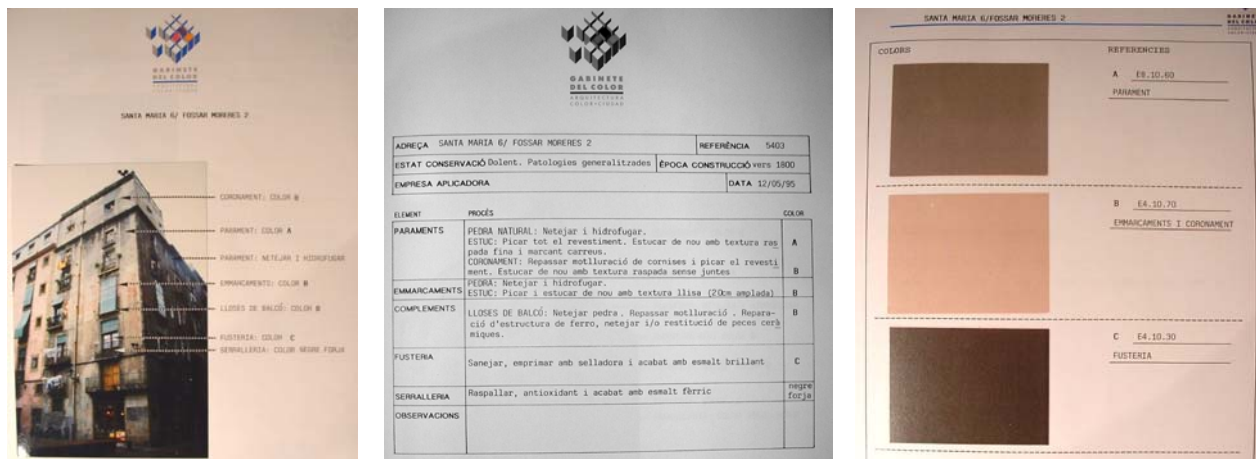 GABINETE
DEL COLOR
SANTA MARIA 6/ FOSSAR MORERES 2
CORONAMENT: COLOR B
PARAMENT: COLOR A
PARAMENT: NETEJAR I HIDROFUGAR
EMMARCAMENTS: COLOR B
LLOSES DE BALCÓ: COLOR B
FUSTERIA: COLOR C
SERRALLERIA: COLOR NEGRE FORJA
GABINETE
DEL COLOR
ARQUITECTURA
COLORICIDAD
ADREÇA SANTA MARIA 6/ FOSSAR MORERES 2 REFERÈNCIA 5403
ESTAT CONSERVACIÓ Dolent. Patologies generalitzades ÈPOCA CONSTRUCCIÓ vers 1800
EMPRESA APLICADORA DATA 12/05/95
ELEMENT PROCÉS COLOR
PARAMENTS PEDRA NATURAL: Netejar i hidrofugar.
ESTUC: Picar tot el revestiment. Estucar de nou amb textura ras
pada fina i marcant carreus. A
CORONAMENT: Repassar motlluració de cornises i picar el revesti
ment. Estucar de nou amb textura raspada sense juntes B
EMMARCAMENTS PEDRA: Netejar i hidrofugar.
ESTUC: Picar i estucar de nou amb textura llisa (20cm amplada) B
COMPLEMENTS LLOSES DE BALCÓ: Netejar pedra. Repassar motlluració. Repara- B
ció d'estructura de ferro, netejar i/o restitució de peces cerà
miques.
FUSTERIA Sanejar, emprimar amb selladora i acabat amb esmalt brillant C
SERRALLERIA Raspallar, antioxidant i acabat amb esmalt fèrric negre
forja
OBSERVACIONS
SANTA MARIA 6/FOSSAR MORERES 2
COLORS REFERENCIES
A E8.10.60
PARAMENT
B E4.10.70
EMMARCAMENTS I CORONAMENT
C E4.10.30
FUSTERIA